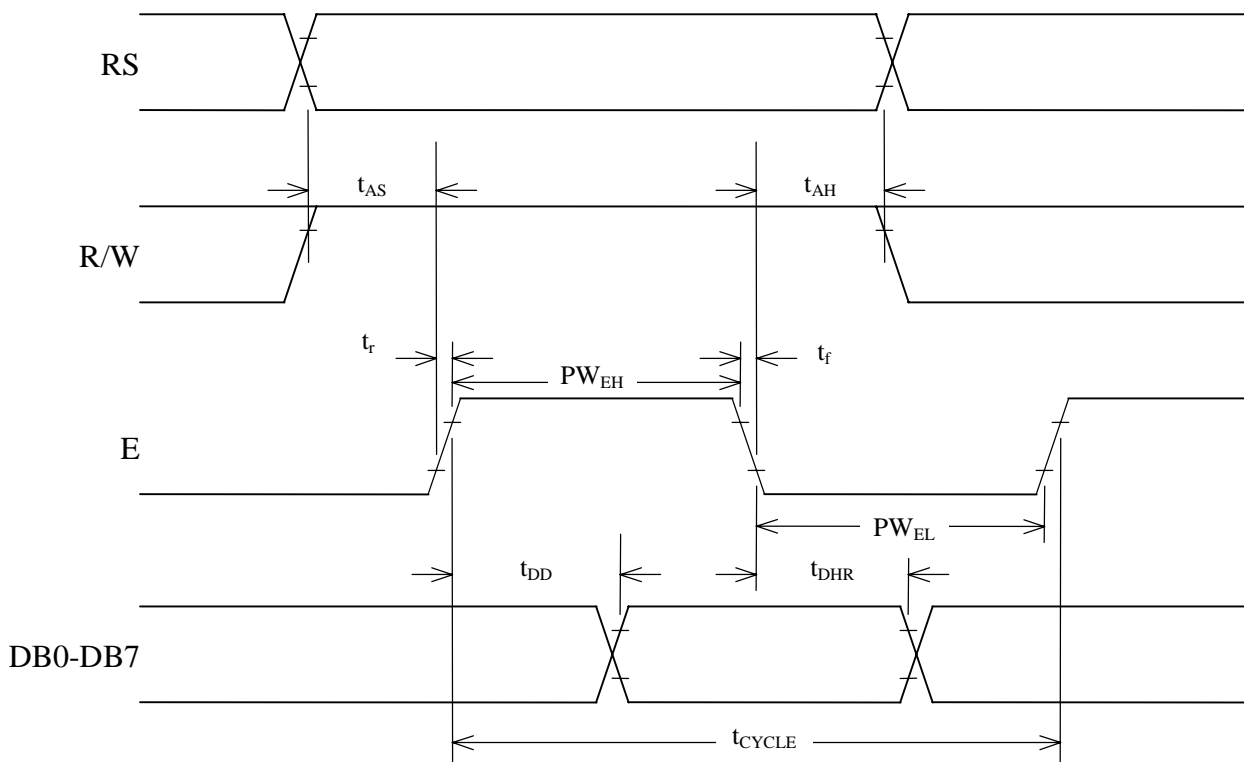 RS
tAS
tAH
R/W
tr
PWEH
tf
E
PWEL
tDD
tDHR
DB0-DB7
tCYCLE